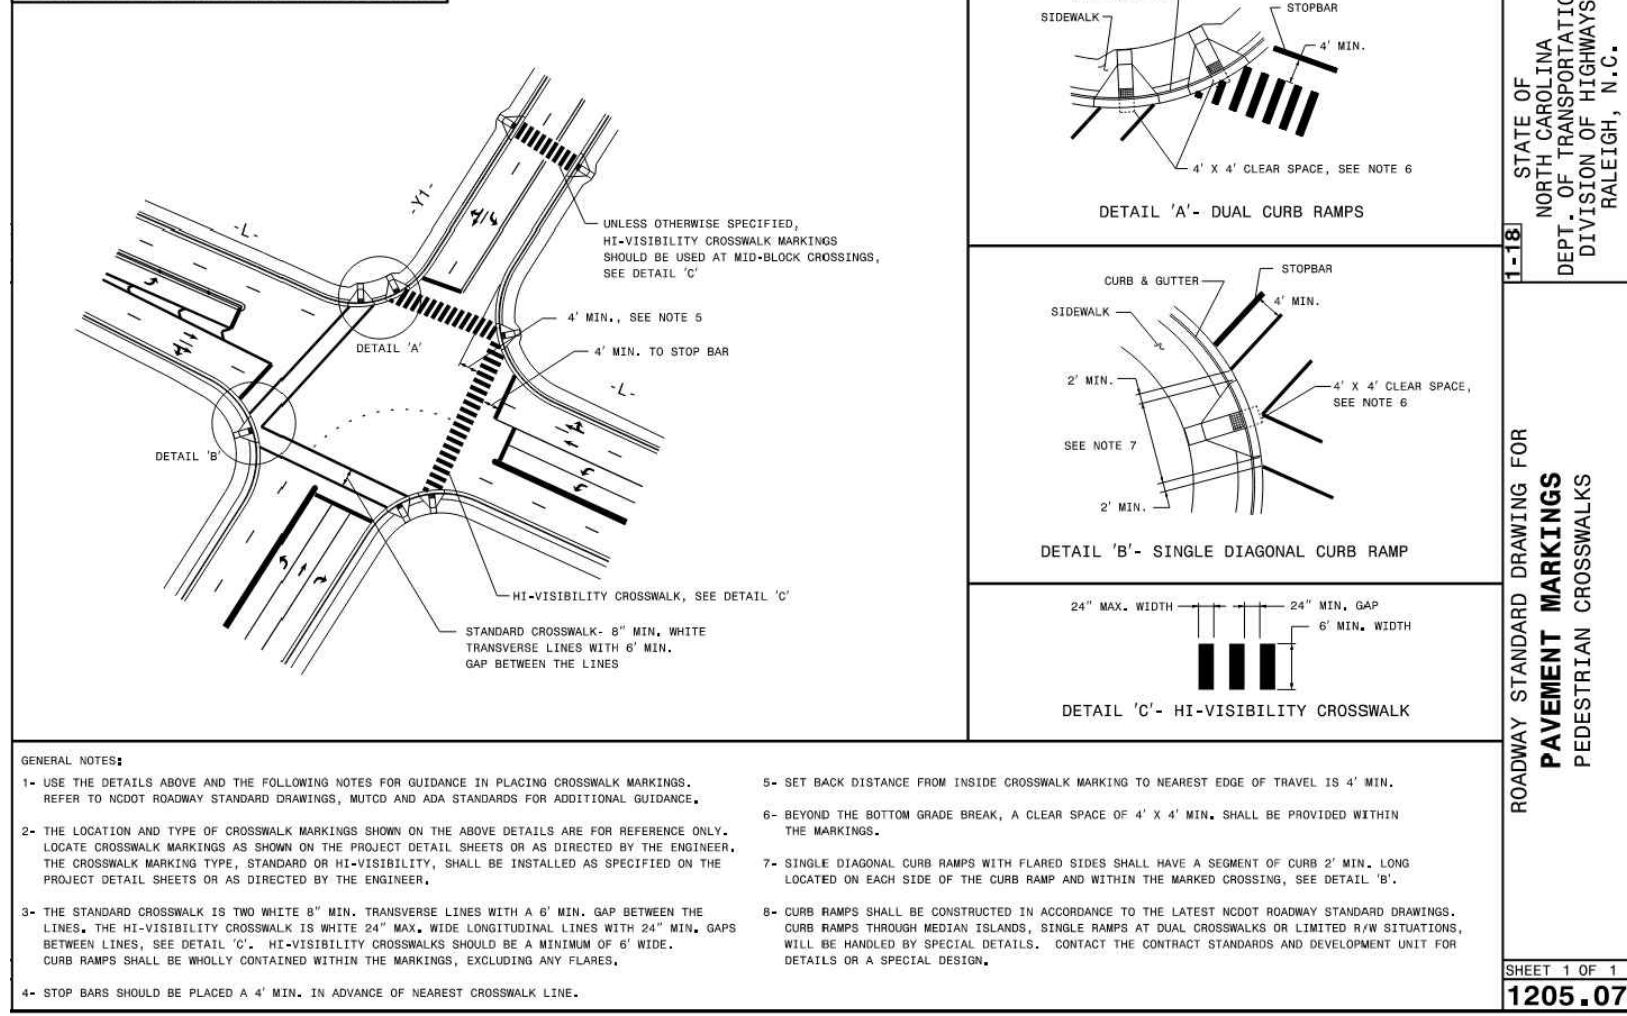 -L-
-Y1-
UNLESS OTHERWISE SPECIFIED,
HI-VISIBILITY CROSSWALK MARKINGS
SHOULD BE USED AT MID-BLOCK CROSSINGS,
SEE DETAIL 'C'
4' MIN., SEE NOTE 5
DETAIL 'A'
4' MIN. TO STOP BAR
-L-
DETAIL 'B'
HI-VISIBILITY CROSSWALK, SEE DETAIL 'C'
STANDARD CROSSWALK- 8" MIN. WHITE
TRANSVERSE LINES WITH 6' MIN.
GAP BETWEEN THE LINES
SIDEWALK
STOPBAR
4' MIN.
4' X 4' CLEAR SPACE, SEE NOTE 6
DETAIL 'A'- DUAL CURB RAMPS
STOPBAR
CURB & GUTTER
4' MIN.
SIDEWALK
2' MIN.
4' X 4' CLEAR SPACE,
SEE NOTE 6
SEE NOTE 7
2' MIN.
DETAIL 'B'- SINGLE DIAGONAL CURB RAMP
24" MAX. WIDTH
24" MIN. GAP
6' MIN. WIDTH
DETAIL 'C'- HI-VISIBILITY CROSSWALK
GENERAL NOTES:
1- USE THE DETAILS ABOVE AND THE FOLLOWING NOTES FOR GUIDANCE IN PLACING CROSSWALK MARKINGS.
REFER TO NCDOT ROADWAY STANDARD DRAWINGS, MUTCD AND ADA STANDARDS FOR ADDITIONAL GUIDANCE.
2- THE LOCATION AND TYPE OF CROSSWALK MARKINGS SHOWN ON THE ABOVE DETAILS ARE FOR REFERENCE ONLY.
LOCATE CROSSWALK MARKINGS AS SHOWN ON THE PROJECT DETAIL SHEETS OR AS DIRECTED BY THE ENGINEER.
THE CROSSWALK MARKING TYPE, STANDARD OR HI-VISIBILITY, SHALL BE INSTALLED AS SPECIFIED ON THE
PROJECT DETAIL SHEETS OR AS DIRECTED BY THE ENGINEER.
3- THE STANDARD CROSSWALK IS TWO WHITE 8" MIN. TRANSVERSE LINES WITH A 6' MIN. GAP BETWEEN THE
LINES. THE HI-VISIBILITY CROSSWALK IS WHITE 24" MAX. WIDE LONGITUDINAL LINES WITH 24" MIN. GAPS
BETWEEN LINES, SEE DETAIL 'C'. HI-VISIBILITY CROSSWALKS SHOULD BE A MINIMUM OF 6' WIDE.
CURB RAMPS SHALL BE WHOLLY CONTAINED WITHIN THE MARKINGS, EXCLUDING ANY FLARES.
4- STOP BARS SHOULD BE PLACED A 4' MIN. IN ADVANCE OF NEAREST CROSSWALK LINE.
5- SET BACK DISTANCE FROM INSIDE CROSSWALK MARKING TO NEAREST EDGE OF TRAVEL IS 4' MIN.
6- BEYOND THE BOTTOM GRADE BREAK, A CLEAR SPACE OF 4' X 4' MIN. SHALL BE PROVIDED WITHIN
THE MARKINGS.
7- SINGLE DIAGONAL CURB RAMPS WITH FLARED SIDES SHALL HAVE A SEGMENT OF CURB 2' MIN. LONG
LOCATED ON EACH SIDE OF THE CURB RAMP AND WITHIN THE MARKED CROSSING, SEE DETAIL 'B'.
8- CURB RAMPS SHALL BE CONSTRUCTED IN ACCORDANCE TO THE LATEST NCDOT ROADWAY STANDARD DRAWINGS.
CURB RAMPS THROUGH MEDIAN ISLANDS, SINGLE RAMPS AT DUAL CROSSWALKS OR LIMITED R/W SITUATIONS,
WILL BE HANDLED BY SPECIAL DETAILS. CONTACT THE CONTRACT STANDARDS AND DEVELOPMENT UNIT FOR
DETAILS OR A SPECIAL DESIGN.
1-18
STATE OF
NORTH CAROLINA
DEPT. OF TRANSPORTATIO
DIVISION OF HIGHWAYS
RALEIGH, N.C.
ROADWAY STANDARD DRAWING FOR
PAVEMENT MARKINGS
PEDESTRIAN CROSSWALKS
SHEET 1 OF 1
1205.07